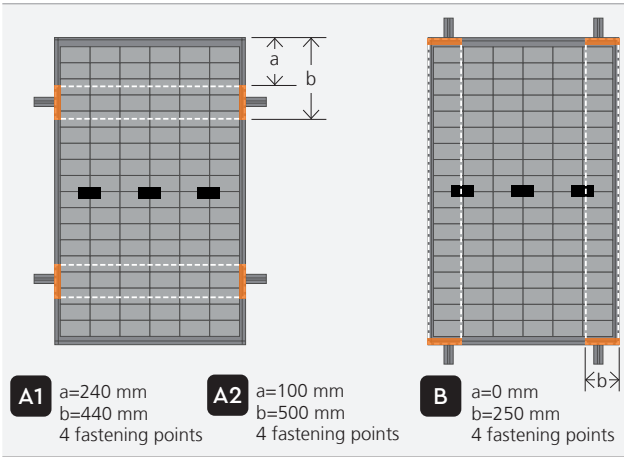 a
b
b
A1
a=240 mm
b=440 mm
4 fastening points
A2
a=100 mm
b=500 mm
4 fastening points
B
a=0 mm
b=250 mm
4 fastening points